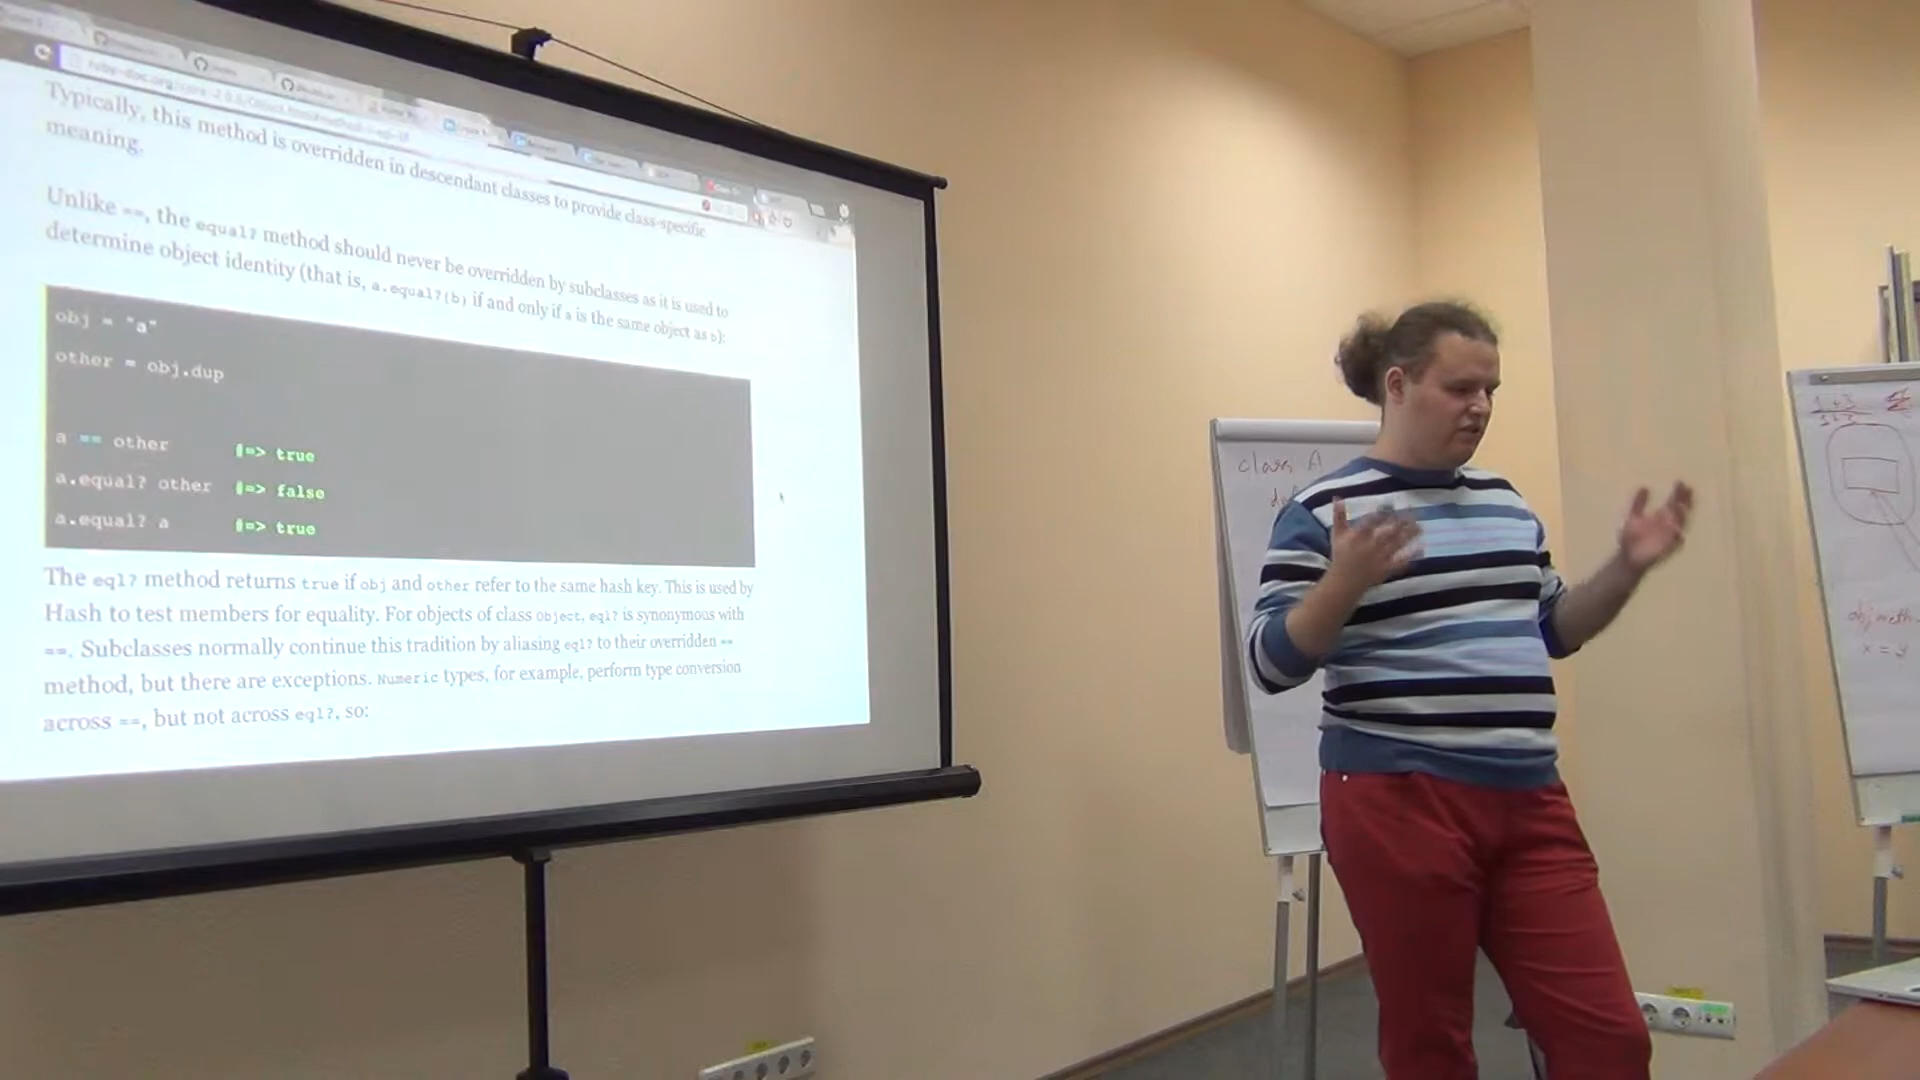 Typically, this method is overridden in descendant classes to provide class-specific
meaning.
Unlike ==, the equal? method should never be overridden by subclasses as it is used to
determine object identity (that is, a.equal?(b) if and only if a is the same object as b):
obj = "a"
other = obj.dup
a == other #=> true
a.equal? other #=> false
a.equal? a #=> true
The eql? method returns true if obj and other refer to the same hash key. This is used by
Hash to test members for equality. For objects of class Object, eql? is synonymous with
==. Subclasses normally continue this tradition by aliasing eql? to their overridden ==
method, but there are exceptions. Numeric types, for example, perform type conversion
across ==, but not across eql?, so:
class A
1+3
obj.meth
x = y